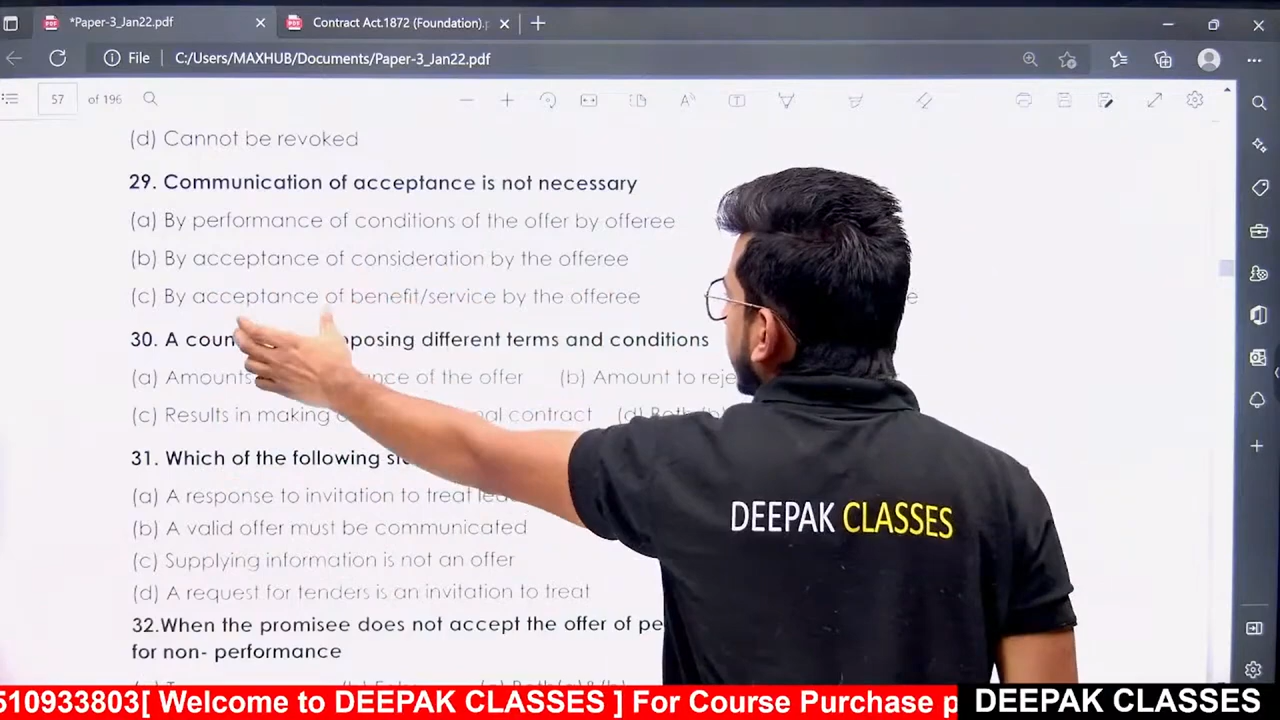 *Paper-3_Jan22.pdf
Contract Act.1872 (Foundation).p
File C:/Users/MAXHUB/Documents/Paper-3_Jan22.pdf
57 of 196
(d) Cannot be revoked
29. Communication of acceptance is not necessary
(a) By performance of conditions of the offer by offeree
(b) By acceptance of consideration by the offeree
(c) By acceptance of benefit/service by the offeree
30. A coun posing different terms and conditions
(a) Amounts of the offer (b) Amount to
(c) Results in making contract (d) Both (b)
31. Which of the following
(a) A response to invitation to treat
(b) A valid offer must be communicated
(c) Supplying information is not an offer
(d) A request for tenders is an invitation to treat
32.When the promisee does not accept the offer of
for non- performance
DEEPAK CLASSES
510933803[ Welcome to DEEPAK CLASSES ] For Course Purchase
DEEPAK CLASSES